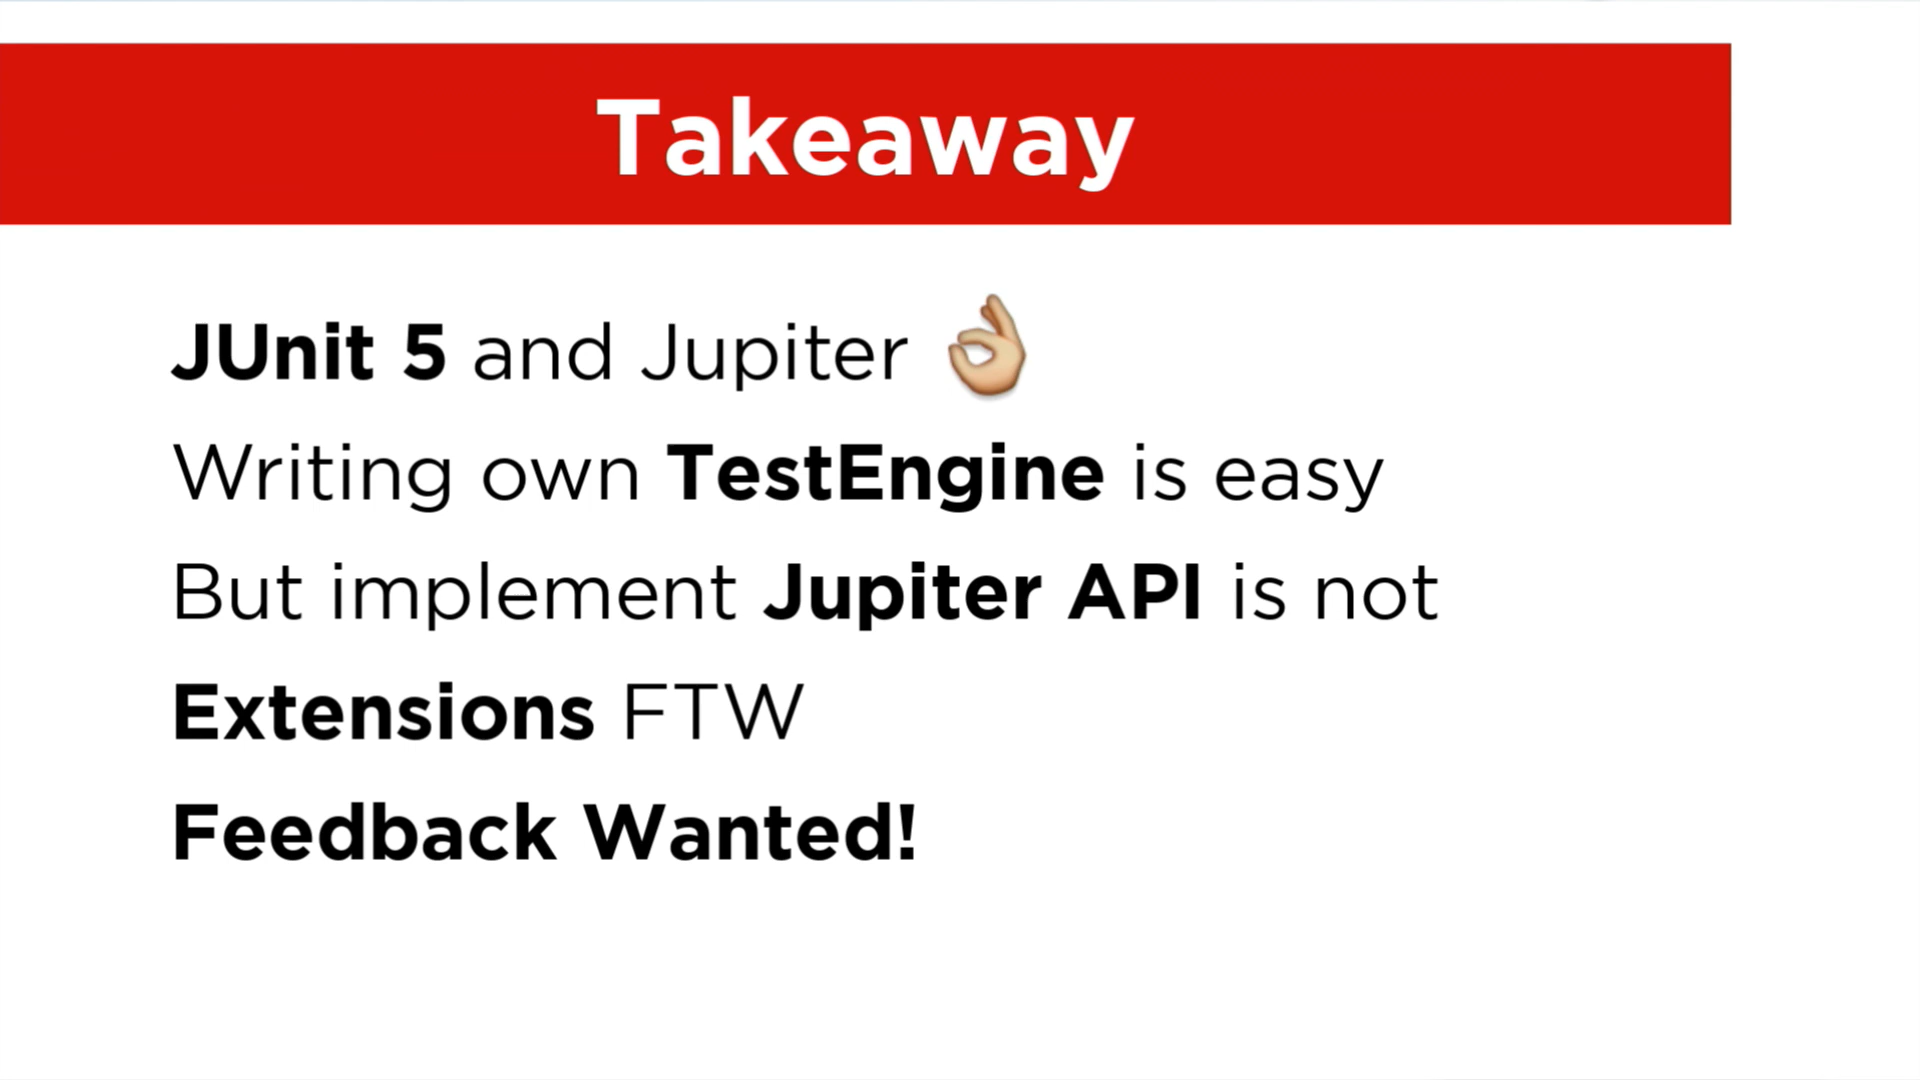 Takeaway
JUnit 5 and Jupiter 👌🏼
Writing own TestEngine is easy
But implement Jupiter API is not
Extensions FTW
Feedback Wanted!